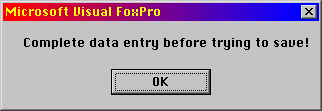 Microsoft Visual FoxPro
Complete data entry before trying to save!
OK